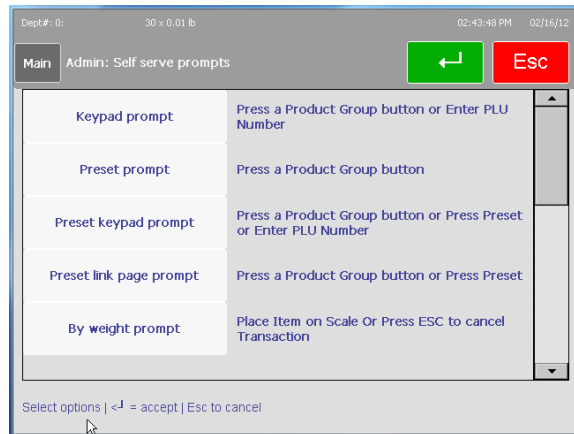 Dept#: 0: 30 x 0.01 lb 02:43:48 PM 02/16/12
Main Admin: Self serve prompts Esc
Keypad prompt
Press a Product Group button or Enter PLU
Number
Preset prompt
Press a Product Group button
Preset keypad prompt
Press a Product Group button or Press Preset
or Enter PLU Number
Preset link page prompt
Press a Product Group button or Press Preset
By weight prompt
Place Item on Scale Or Press ESC to cancel
Transaction
Select options | <┘ = accept | Esc to cancel